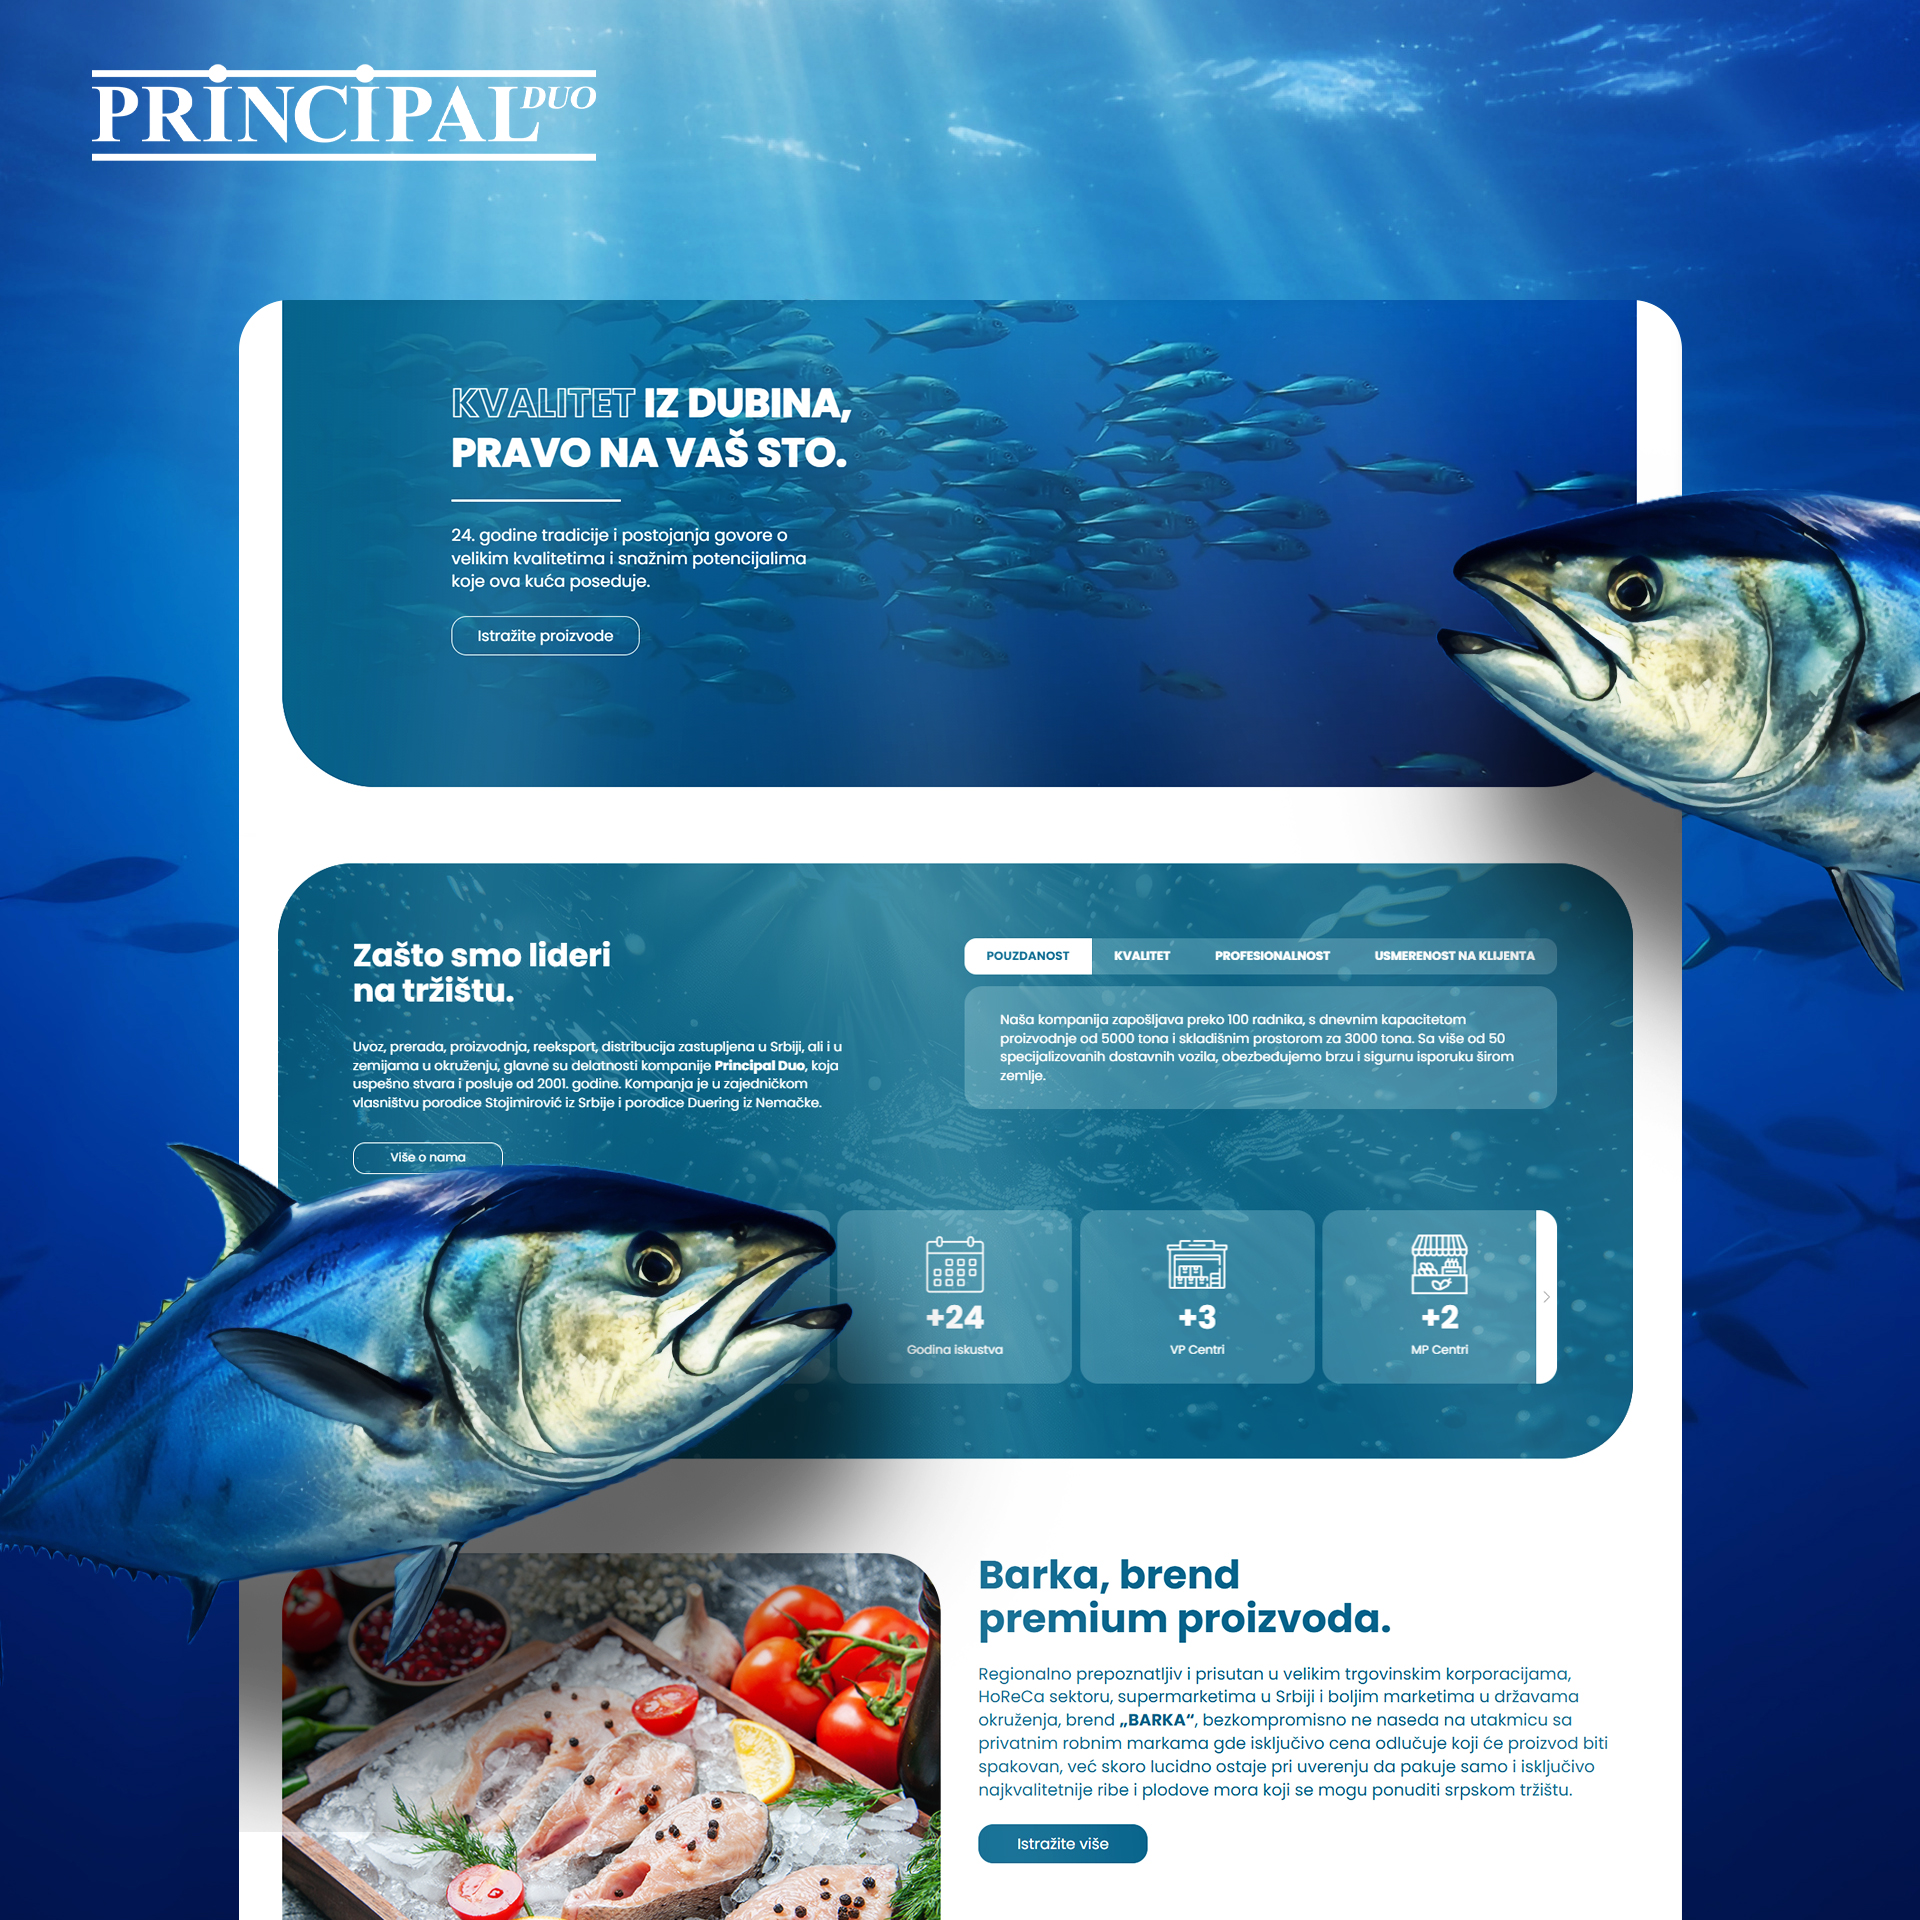 PRINCIPAL DUO
KVALITET IZ DUBINA,
PRAVO NA VAŠ STO.
24. godine tradicije i postojanja govore o
velikim kvalitetima i snažnim potencijalima
koje ova kuća poseduje.
Istražite proizvode
Zašto smo lideri
na tržištu.
Uvoz, prerada, proizvodnja, reeksport, distribucija zastupljena u Srbiji, ali i u
zemijama u okruženju, glavne su delatnosti kompanije Principal Duo, koja
uspešno stvara i posluje od 2001. godine. Kompanja je u zajedničkom
vlasništvu porodice Stojimirović iz Srbije i porodice Duering iz Nemačke.
Više o nama
POUZDANOST KVALITET PROFESIONALNOST USMERENOST NA KLIJENTA
Naša kompanija zapošljava preko 100 radnika, s dnevnim kapacitetom
proizvodnje od 5000 tona i skladišnim prostorom za 3000 tona. Sa više od 50
specijalizovanih dostavnih vozila, obezbeđujemo brzu i sigurnu isporuku širom
zemlje.
+24
Godina iskustva
+3
VP Centri
+2
MP Centri
Barka, brend
premium proizvoda.
Regionalno prepoznatljiv i prisutan u velikim trgovinskim korporacijama,
HoReCa sektoru, supermarketima u Srbiji i boljim marketima u državama
okruženja, brend „BARKA“, bezkompromisno ne naseda na utakmicu sa
privatnim robnim markama gde isključivo cena odlučuje koji će proizvod biti
spakovan, već skoro lucidno ostaje pri uverenju da pakuje samo i isključivo
najkvalitetnije ribe i plodove mora koji se mogu ponuditi srpskom tržištu.
Istražite više